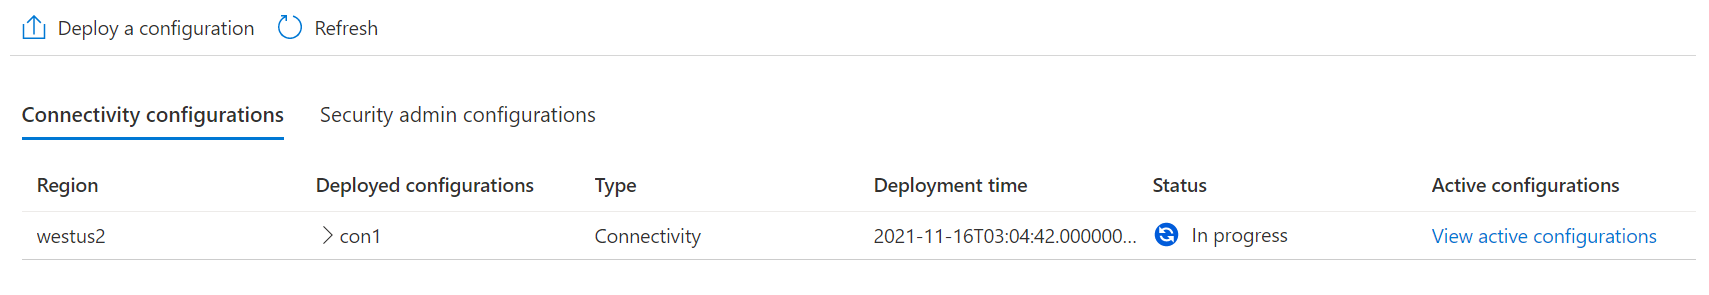 Deploy a configuration Refresh
Connectivity configurations Security admin configurations
Region Deployed configurations Type Deployment time Status Active configurations
westus2 con1 Connectivity 2021-11-16T03:04:42.000000... In progress View active configurations